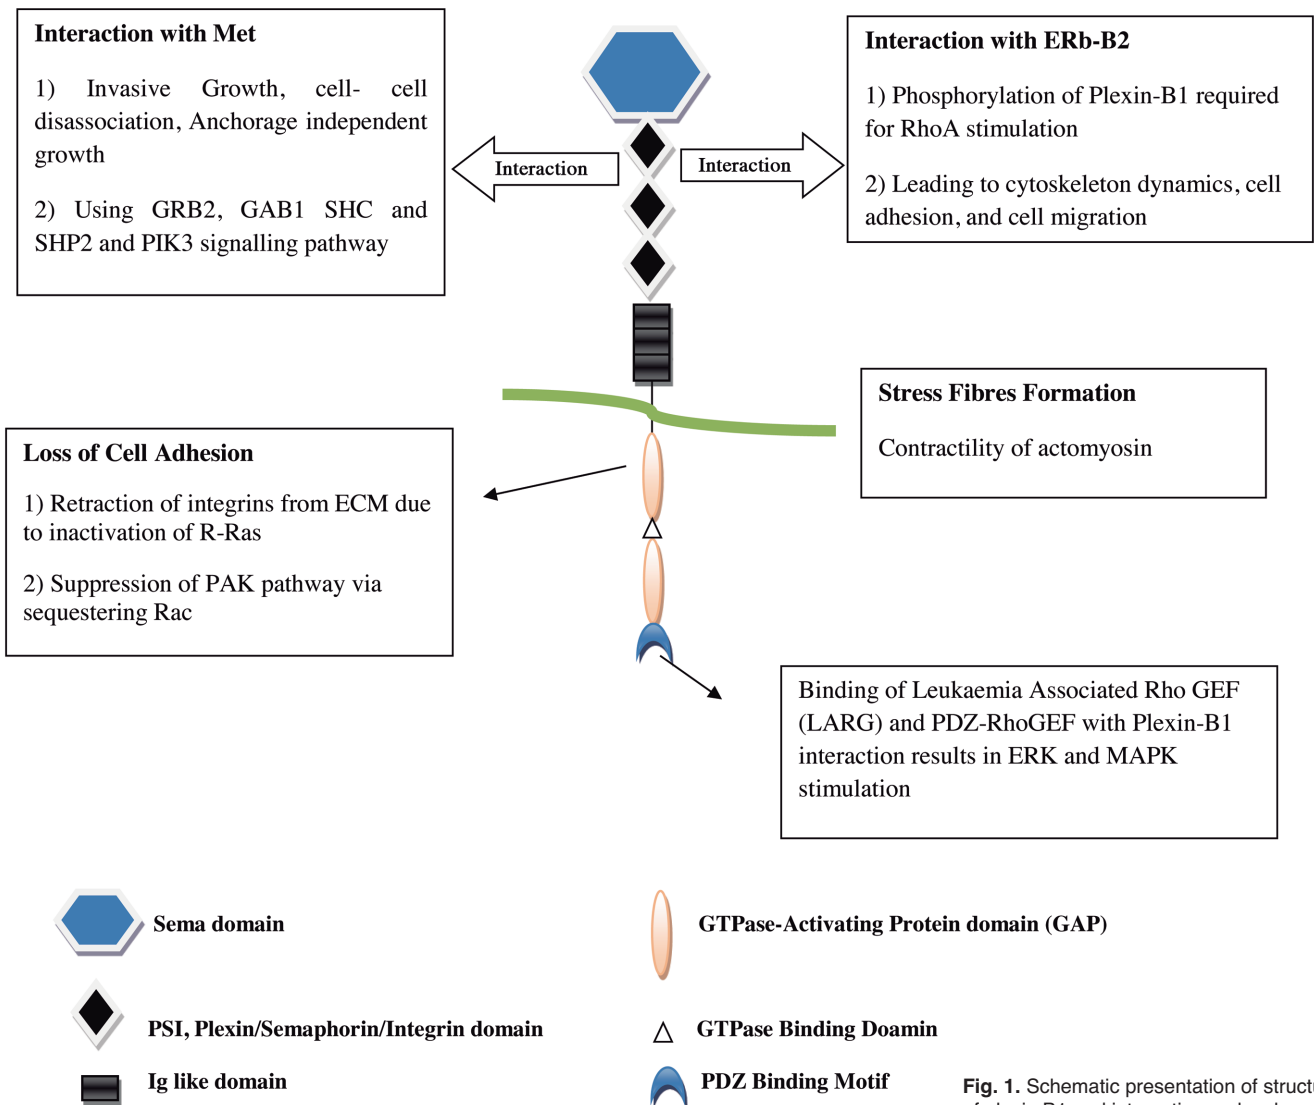 Interaction with Met
1) Invasive Growth, cell- cell
disassociation, Anchorage independent
growth
2) Using GRB2, GAB1 SHC and
SHP2 and PIK3 signalling pathway
Interaction
Interaction
Interaction with ERb-B2
1) Phosphorylation of Plexin-B1 required
for RhoA stimulation
2) Leading to cytoskeleton dynamics, cell
adhesion, and cell migration
Stress Fibres Formation
Contractility of actomyosin
Loss of Cell Adhesion
1) Retraction of integrins from ECM due
to inactivation of R-Ras
2) Suppression of PAK pathway via
sequestering Rac
Binding of Leukaemia Associated Rho GEF
(LARG) and PDZ-RhoGEF with Plexin-B1
interaction results in ERK and MAPK
stimulation
Sema domain
PSI, Plexin/Semaphorin/Integrin domain
Ig like domain
GTPase-Activating Protein domain (GAP)
GTPase Binding Doamin
PDZ Binding Motif
Fig. 1. Schematic presentation of